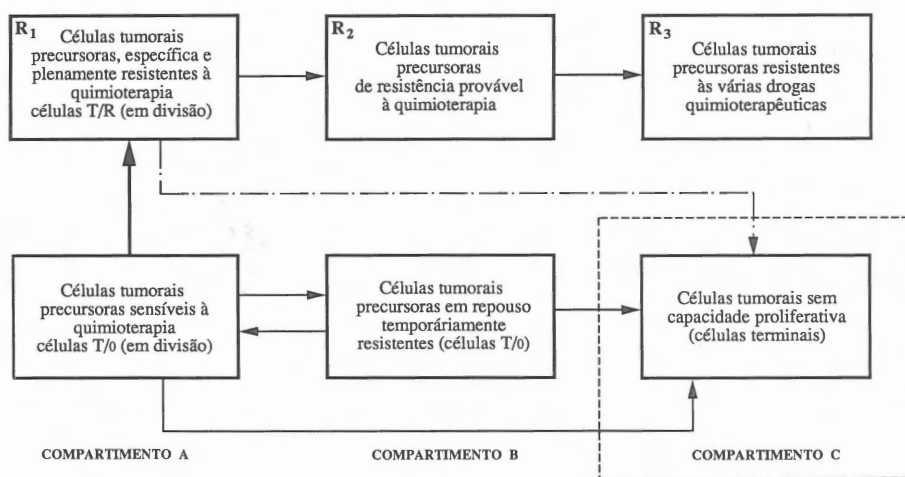 R1
Células tumorais
precursoras, específica e
plenamente resistentes à
quimioterapia
células T/R (em divisão)
R2
Células tumorais
precursoras
de resistência provável
à quimioterapia
R3
Células tumorais
precursoras resistentes
às várias drogas
quimioterapêuticas
Células tumorais
precursoras sensíveis à
quimioterapia
células T/0 (em divisão)
Células tumorais
precursoras em repouso
temporáriamente
resistentes (células T/0)
Células tumorais sem
capacidade proliferativa
(células terminais)
COMPARTIMENTO A
COMPARTIMENTO B
COMPARTIMENTO C